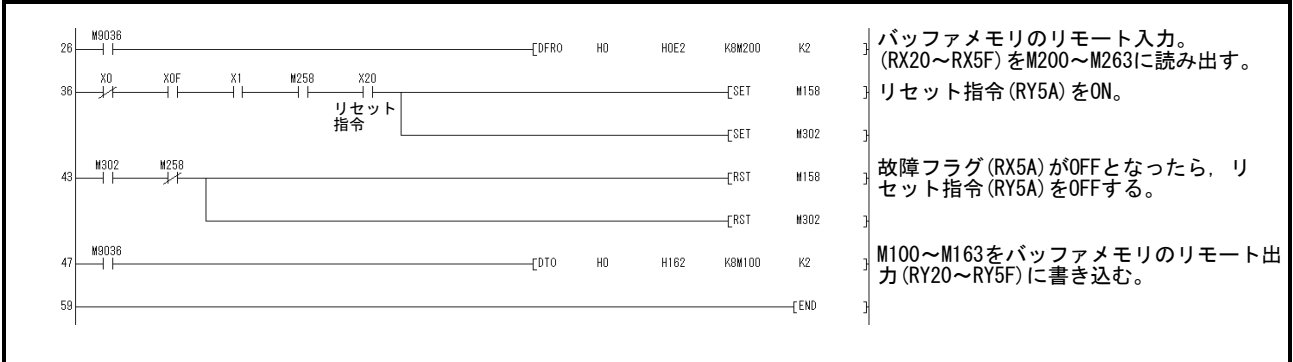 M9036
26 [DFRO H0 H0E2 K8M200 K2 ]
バッファメモリのリモート入力。
(RX20～RX5F)をM200～M263に読み出す。
X0 X0F X1 M258 X20
36 [SET M158 ]
リセット
指令
リセット指令(RY5A)をON。
[SET M302 ]
M302 M258
43 [RST M158 ]
故障フラグ(RX5A)がOFFとなったら，リ
セット指令(RY5A)をOFFする。
[RST M302 ]
M9036
47 [DTO H0 H162 K8M100 K2 ]
M100～M163をバッファメモリのリモート出
力(RY20～RY5F)に書き込む。
59 [END ]